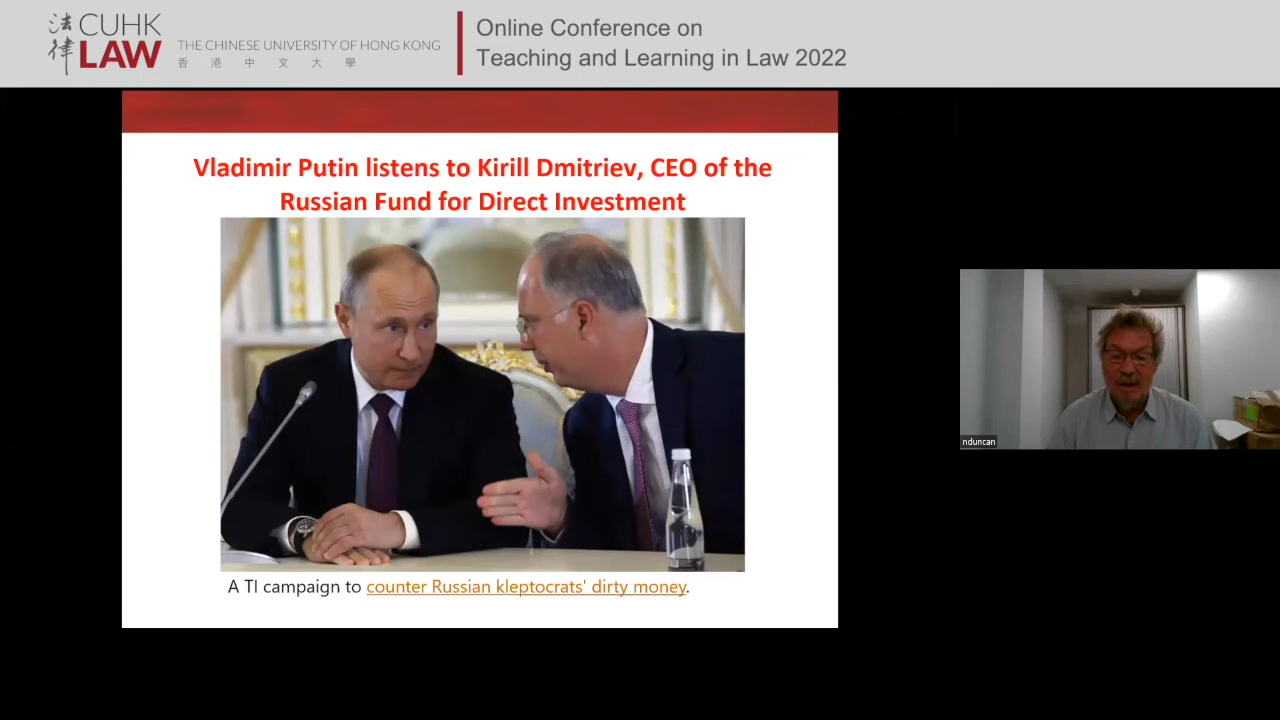 法律
CUHK
LAW
THE CHINESE UNIVERSITY OF HONG KONG
香港中文大學
Online Conference on
Teaching and Learning in Law 2022
Vladimir Putin listens to Kirill Dmitriev, CEO of the
Russian Fund for Direct Investment
A TI campaign to counter Russian kleptocrats' dirty money.
nduncan